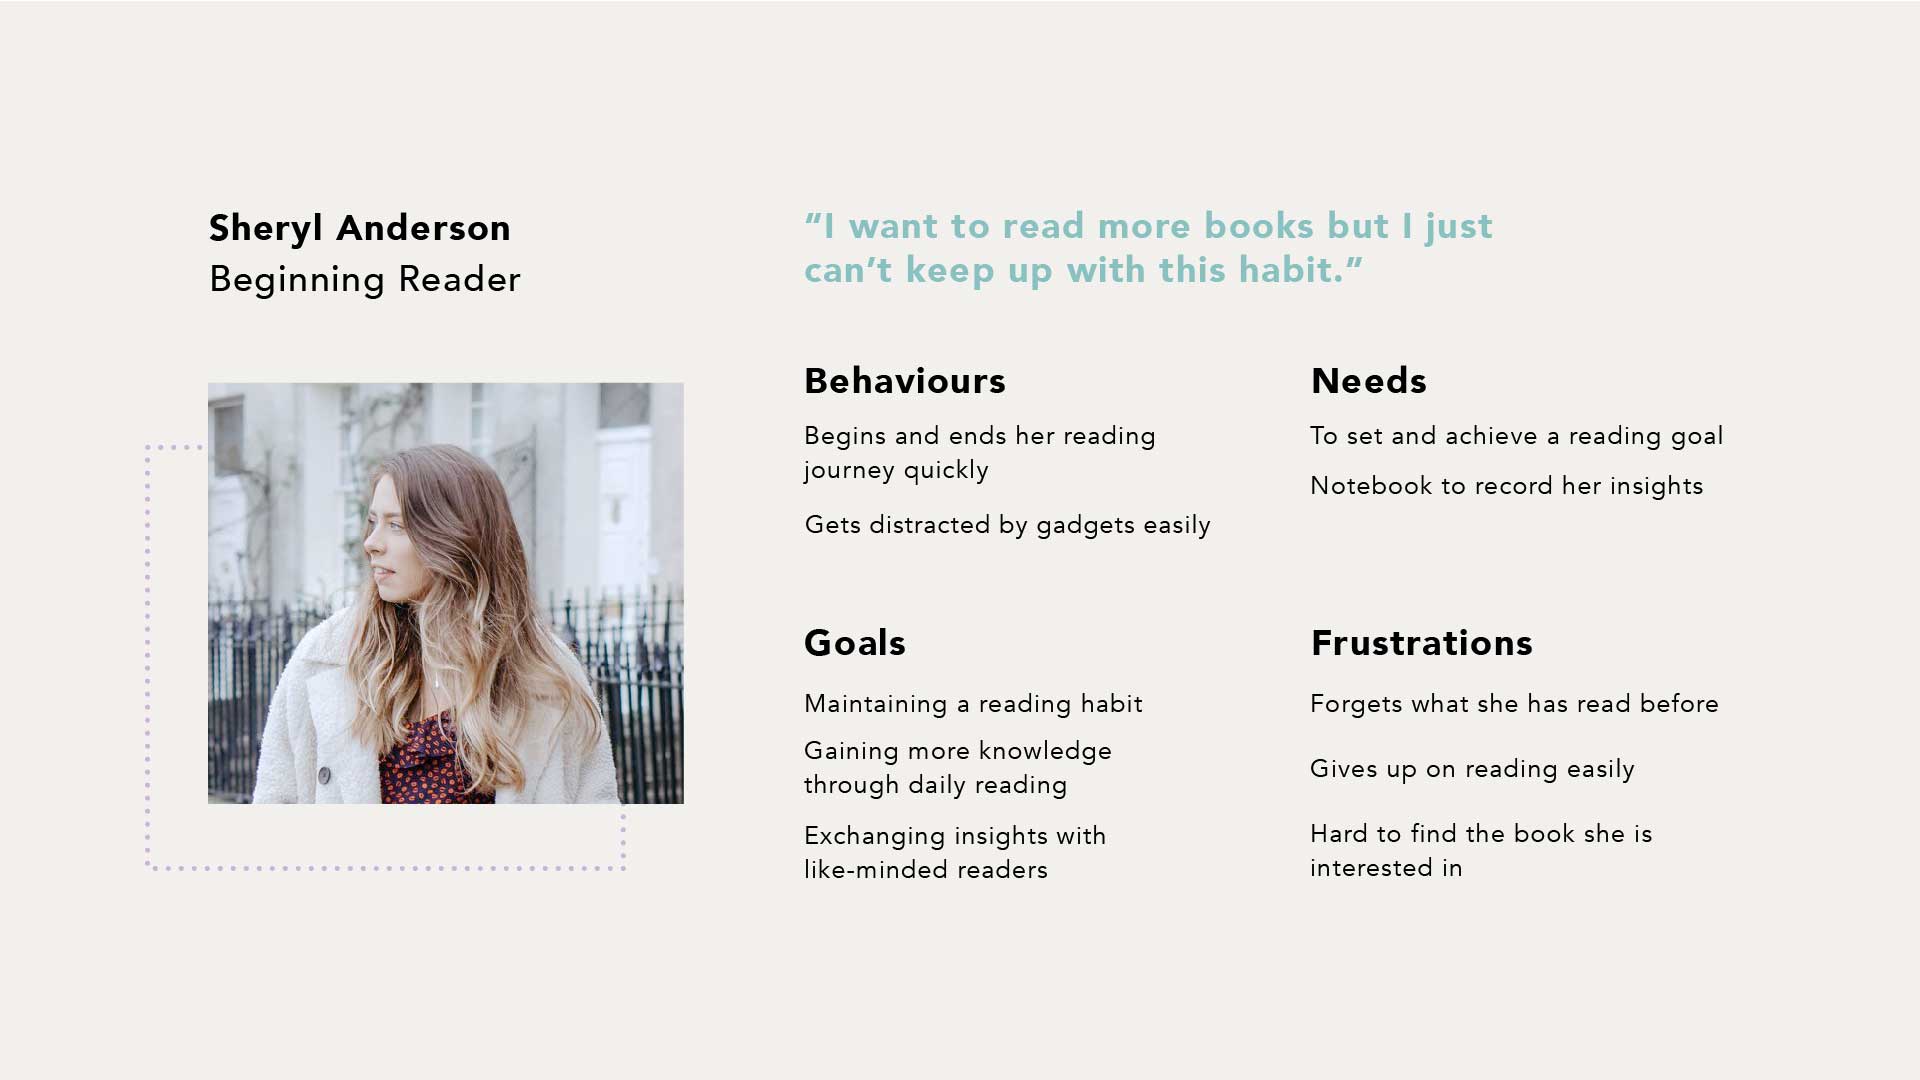 Sheryl Anderson
Beginning Reader
“I want to read more books but I just
can’t keep up with this habit.”
Behaviours
Begins and ends her reading
journey quickly
Gets distracted by gadgets easily
Needs
To set and achieve a reading goal
Notebook to record her insights
Goals
Maintaining a reading habit
Gaining more knowledge
through daily reading
Exchanging insights with
like-minded readers
Frustrations
Forgets what she has read before
Gives up on reading easily
Hard to find the book she is
interested in